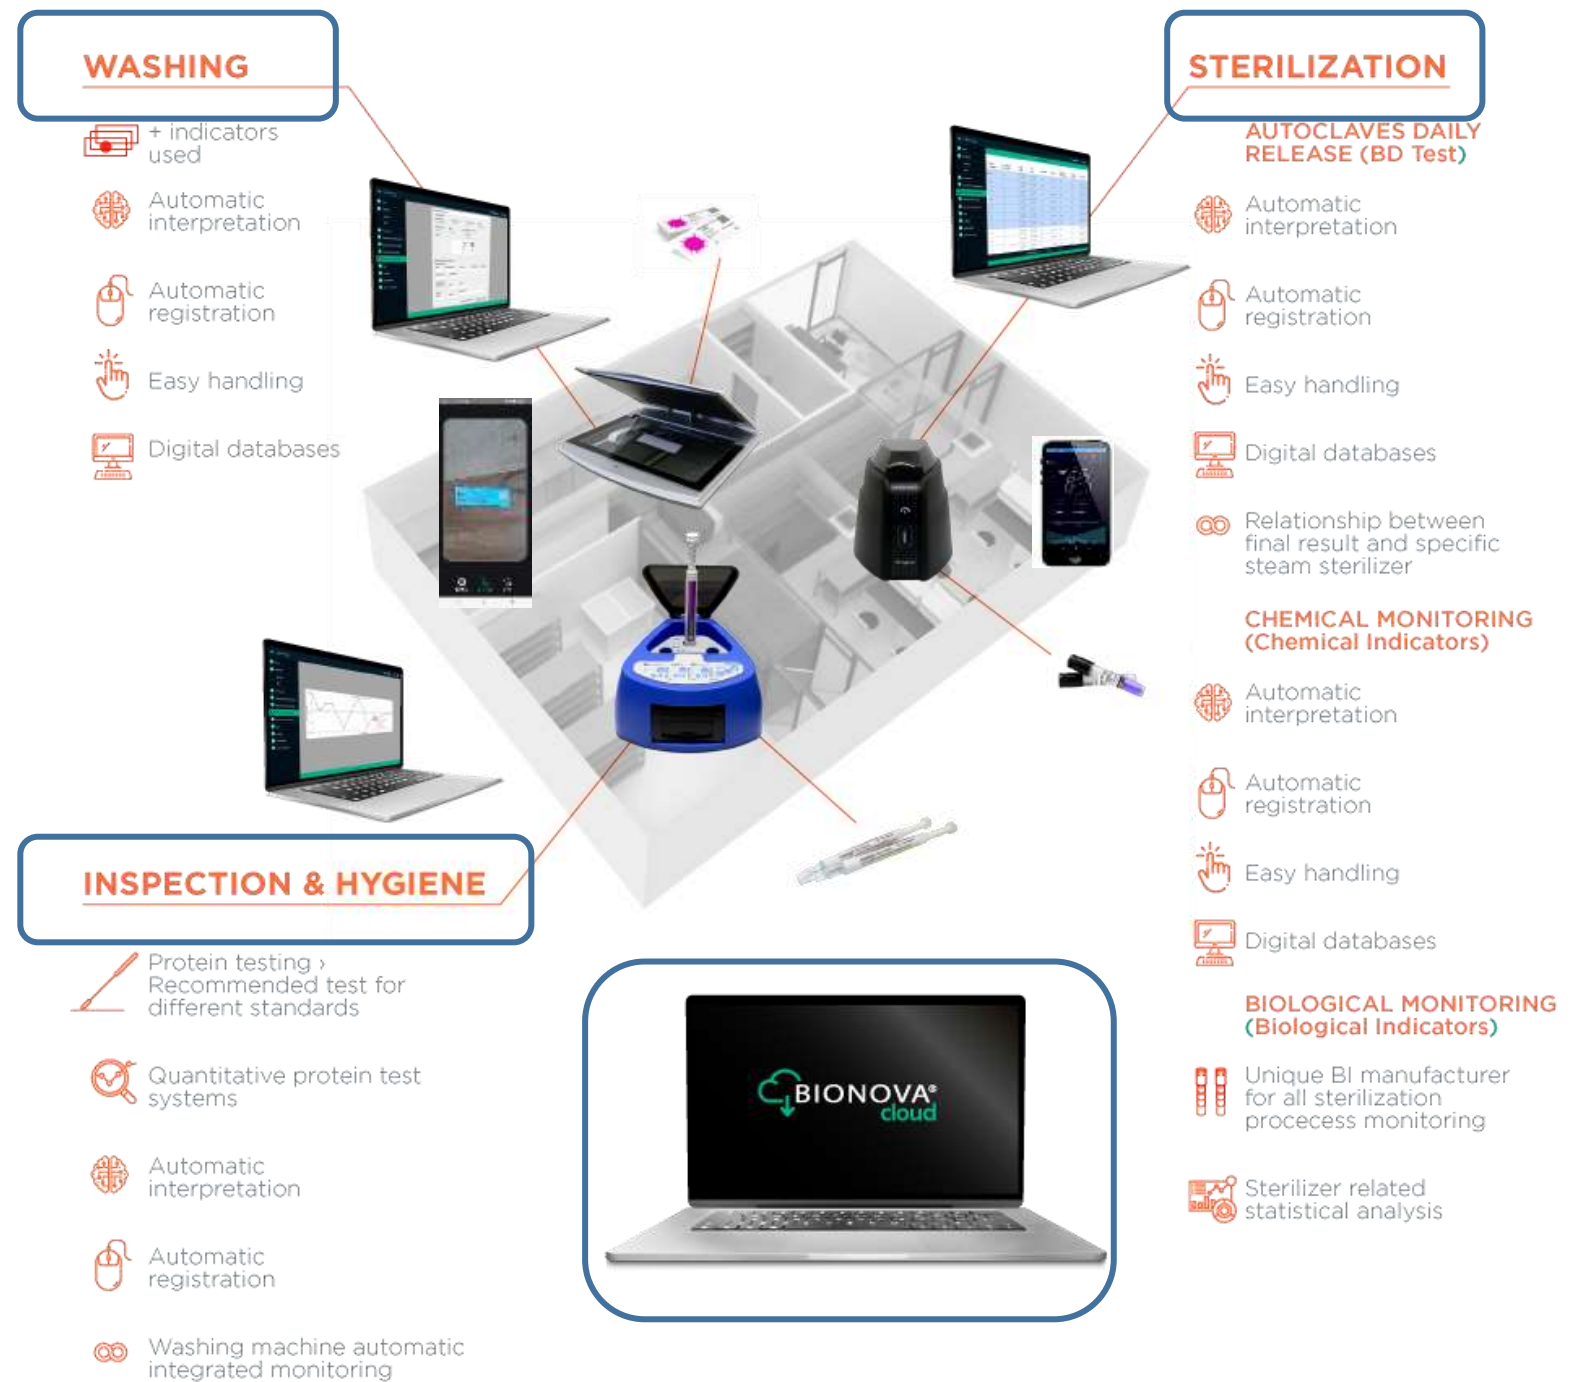 WASHING
+ indicators
used
Automatic
interpretation
Automatic
registration
Easy handling
Digital databases
INSPECTION & HYGIENE
Protein testing ›
Recommended test for
different standards
Quantitative protein test
systems
Automatic
interpretation
Automatic
registration
Washing machine automatic
integrated monitoring
BIONOVA®
cloud
STERILIZATION
AUTOCLAVES DAILY
RELEASE (BD Test)
Automatic
interpretation
Automatic
registration
Easy handling
Digital databases
Relationship between
final result and specific
steam sterilizer
CHEMICAL MONITORING
(Chemical Indicators)
Automatic
interpretation
Automatic
registration
Easy handling
Digital databases
BIOLOGICAL MONITORING
(Biological Indicators)
Unique BI manufacturer
for all sterilization
procecess monitoring
Sterilizer related
statistical analysis